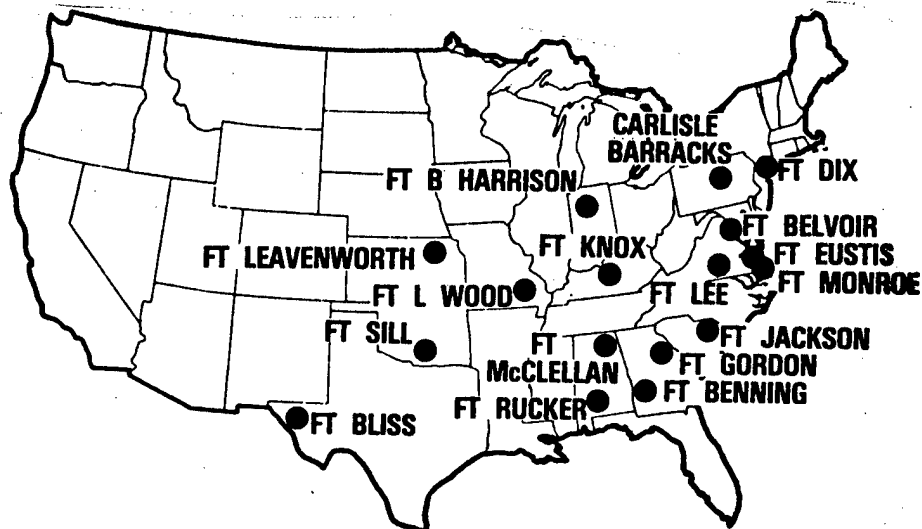 CARLISLE
BARRACKS
FT DIX
FT B HARRISON
FT BELVOIR
FT KNOX
FT EUSTIS
FT LEAVENWORTH
FT MONROE
FT L WOOD
FT LEE
FT SILL
FT JACKSON
FT
McCLELLAN
FT GORDON
FT BENNING
FT RUCKER
FT BLISS